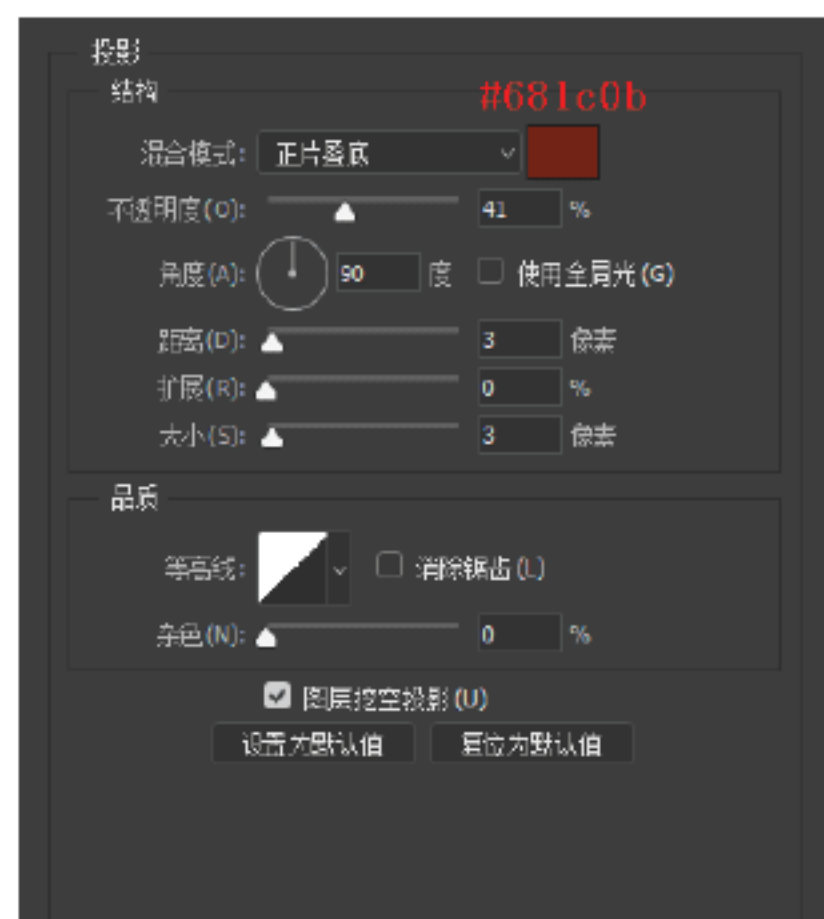 投影
结构
#681c0b
混合模式: 正片叠底
不透明度(O): 41 %
角度(A): 90 度 使用全局光(G)
距离(D): 3 像素
扩展(R): 0 %
大小(S): 3 像素
品质
等高线: 消除锯齿(L)
杂色(N): 0 %
图层挖空投影(U)
设置为默认值 复位为默认值